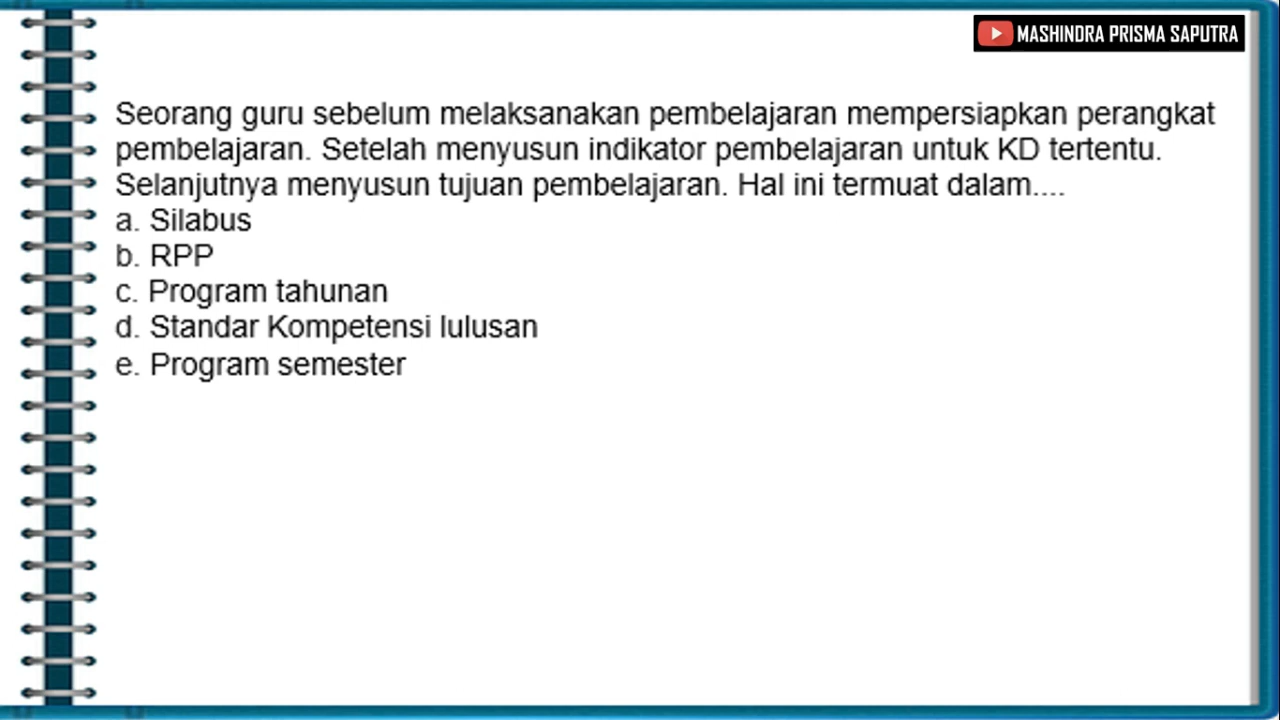 MASHINDRA PRISMA SAPUTRA
Seorang guru sebelum melaksanakan pembelajaran mempersiapkan perangkat
pembelajaran. Setelah menyusun indikator pembelajaran untuk KD tertentu.
Selanjutnya menyusun tujuan pembelajaran. Hal ini termuat dalam....
a. Silabus
b. RPP
c. Program tahunan
d. Standar Kompetensi lulusan
e. Program semester